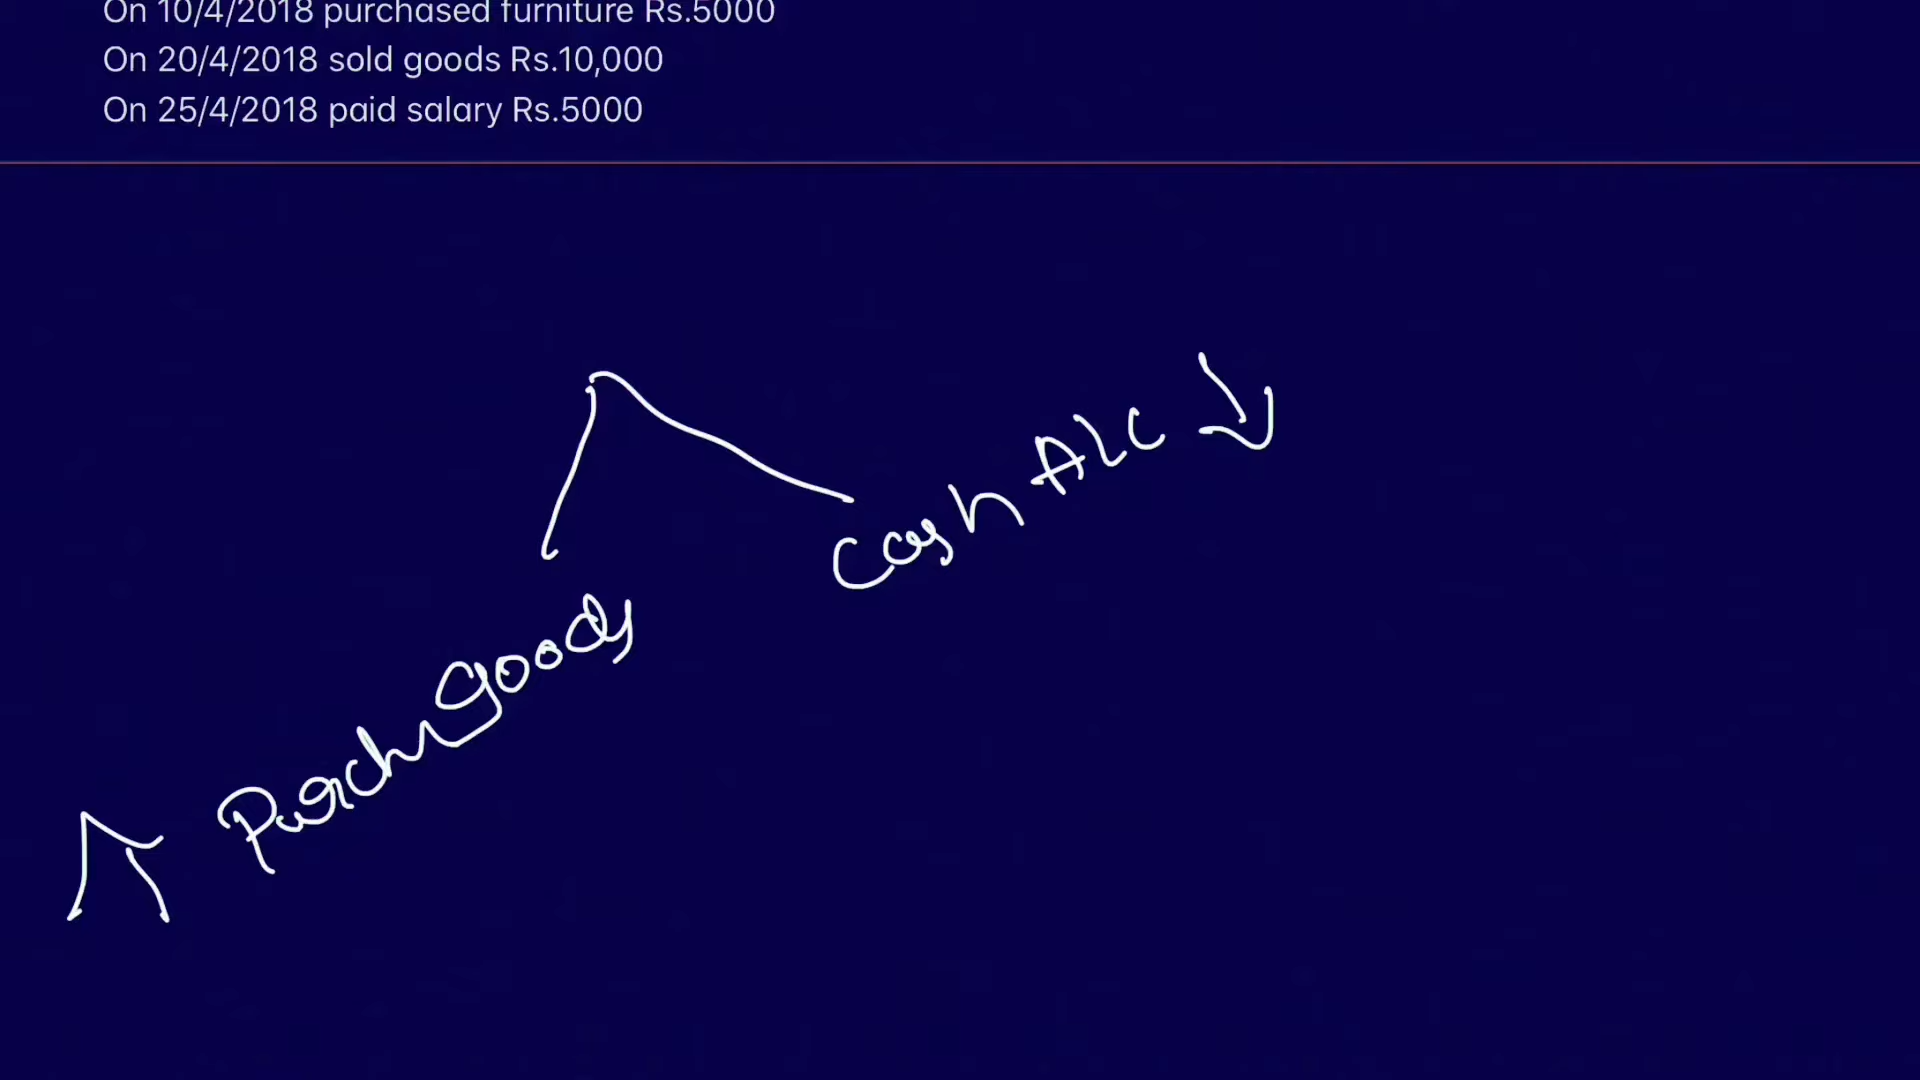 On 10/4/2018 purchased furniture Rs.5000
On 20/4/2018 sold goods Rs.10,000
On 25/4/2018 paid salary Rs.5000
Cash A/c ↓
↑ Purch goods